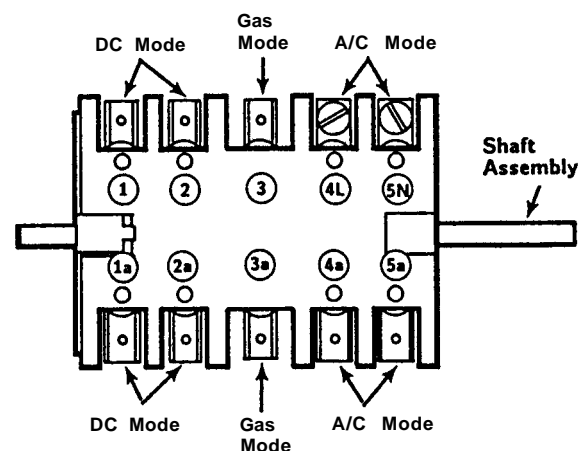 Gas
Mode
DC Mode
A/C Mode
Shaft
Assembly
1 2 3 4L 5N
1a 2a 3a 4a 5a
DC Mode
Gas
Mode
A/C Mode